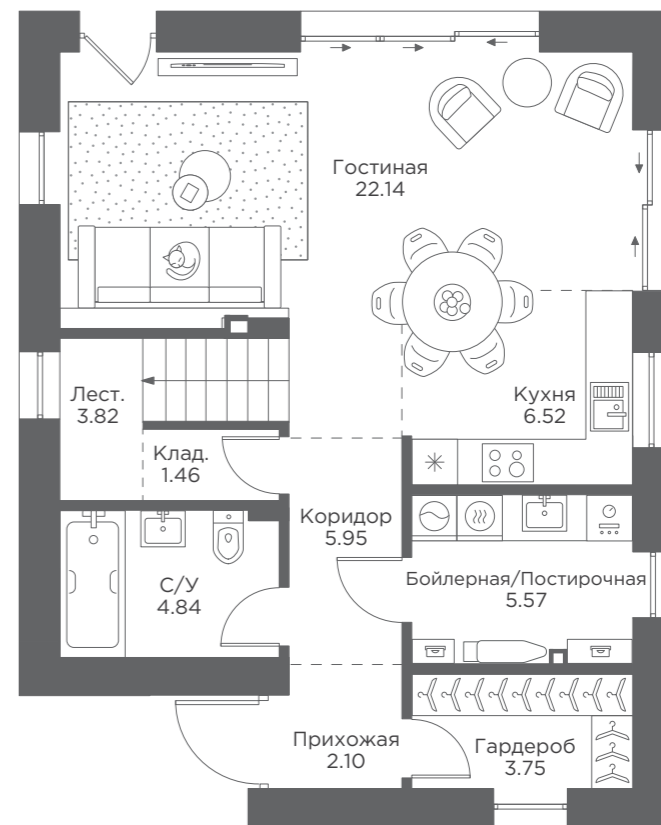 Гостиная
22.14
Кухня
6.52
Лест.
3.82
Клад.
1.46
Коридор
5.95
С/У
4.84
Бойлерная/Постирочная
5.57
Прихожая
2.10
Гардероб
3.75